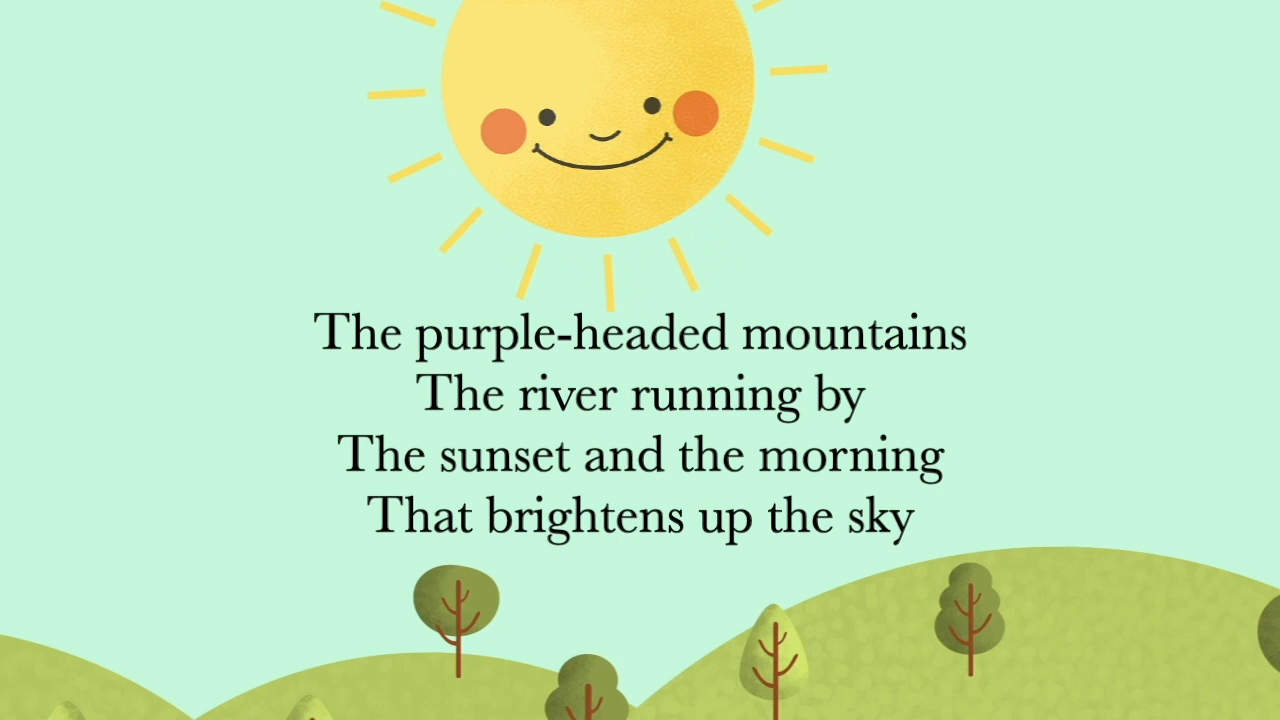 The purple-headed mountains
The river running by
The sunset and the morning
That brightens up the sky